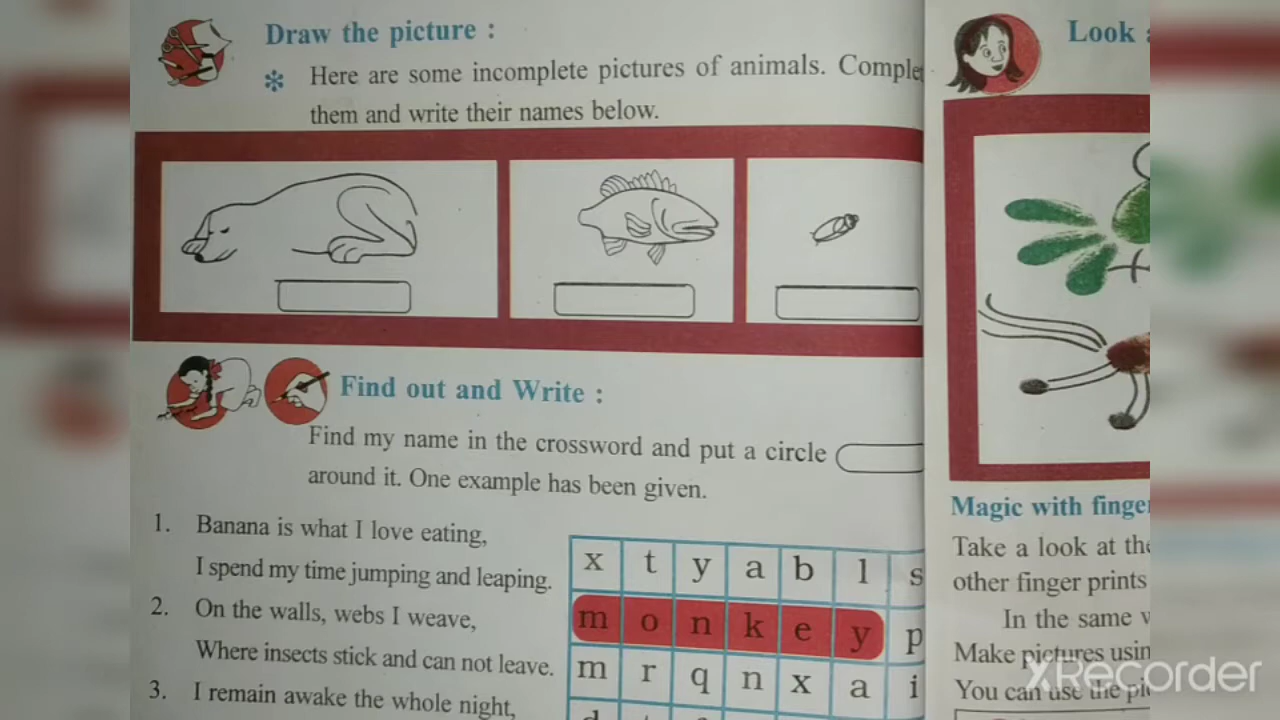 Draw the picture :
Here are some incomplete pictures of animals.
them and write their names below.
Find out and Write :
Find my name in the crossword and put a circle
around it. One example has been given.
1. Banana is what I love eating,
I spend my time jumping and leaping.
2. On the walls, webs I weave,
Where insects stick and can not leave.
3. I remain awake the whole night,
x t y a b l s
m o n k e y p
m r q n x a i
Look
Magic with
Take a look at
other finger prints
In the same
Make pictures
You can use the
XRecorder